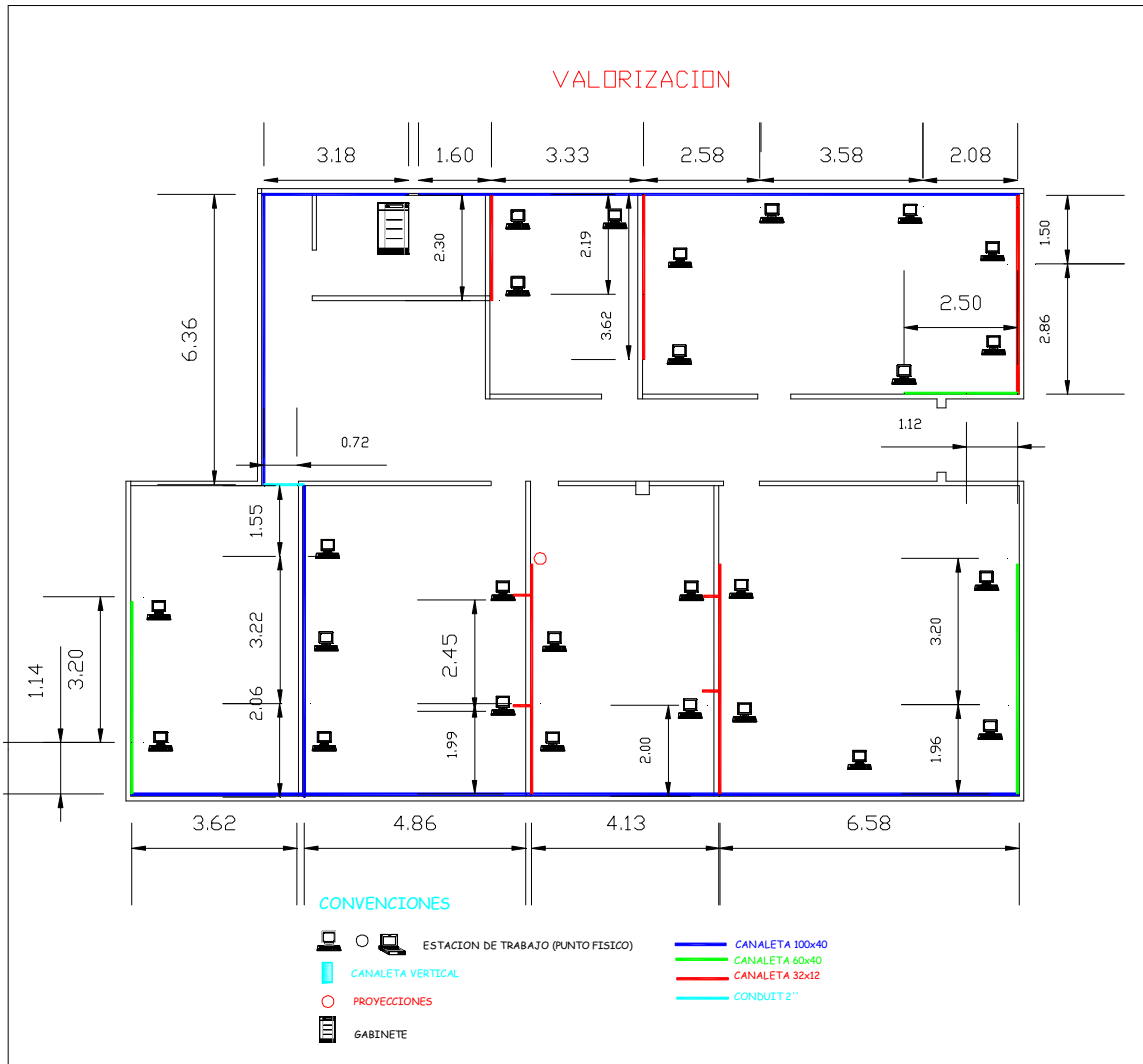 VALORIZACION
3.18
1.60
3.33
2.58
3.58
2.08
2.30
2.19
3.62
1.50
2.86
2.50
6.36
1.12
0.72
1.55
3.22
2.06
1.14
3.20
2.45
1.99
2.00
3.20
1.96
3.62
4.86
4.13
6.58
CONVENCIONES
ESTACION DE TRABAJO (PUNTO FISICO)
CANALETA VERTICAL
PROYECCIONES
GABINETE
CANALETA 100x40
CANALETA 60x40
CANALETA 32x12
CONDUIT 2''